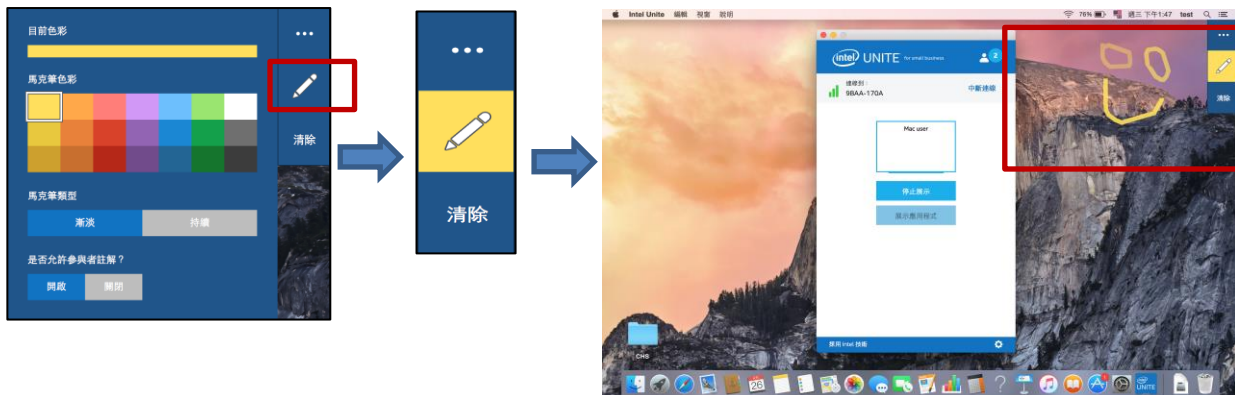 目前色彩
馬克筆色彩
清除
馬克筆類型
漸淡
持續
是否允許參與者註解？
開啟
關閉
清除
Intel Unite 編輯 視窗 說明
76% 週三 下午1:47 test
intel UNITE for small business
2
連線到：
9BAA-170A
中斷連線
Mac user
停止展示
展示應用程式
採用 Intel 技術
清除
CHS
26
UNITE